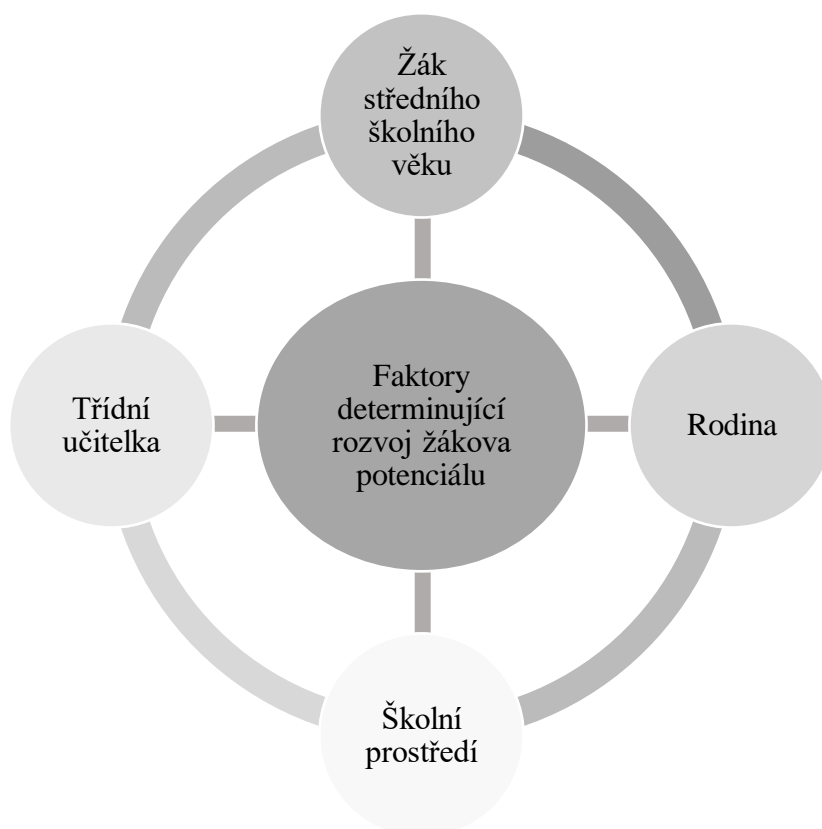 Žák
středního
školního
věku
Třídní
učitelka
Faktory
determinující
rozvoj žákova
potenciálu
Rodina
Školní
prostředí